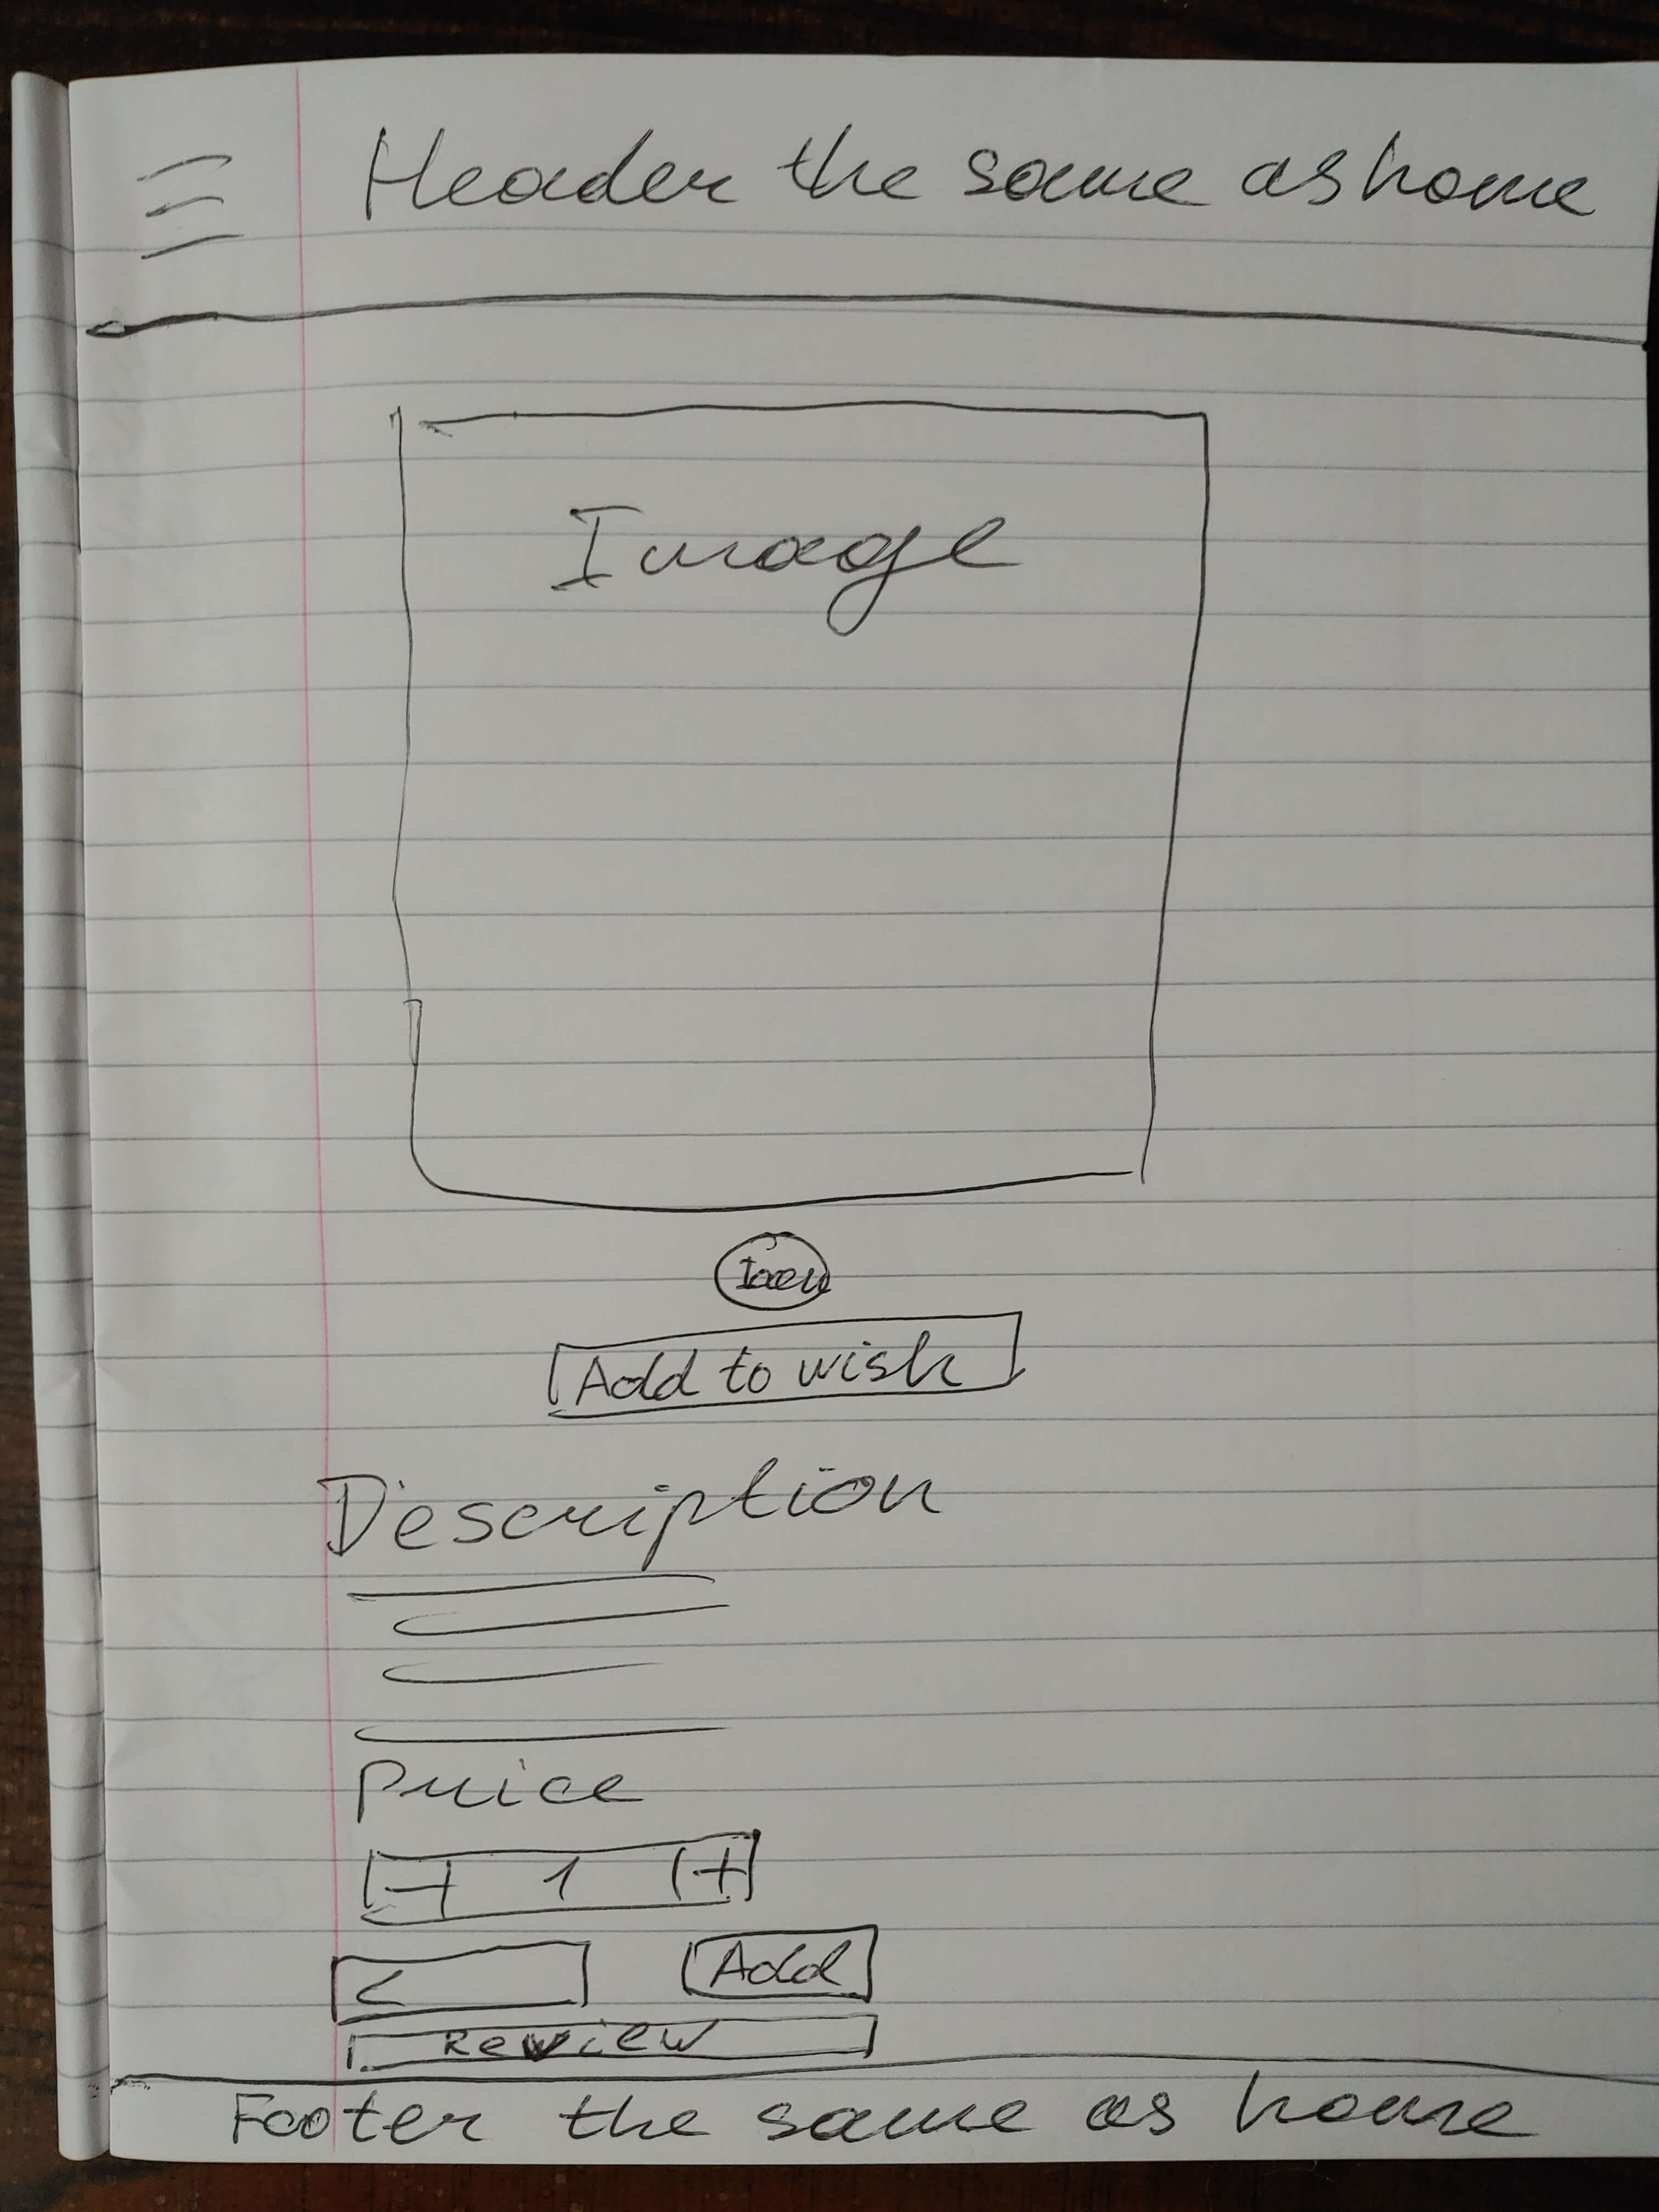 Header the same as home
Image
Icon
Add to wish
Description
Price
- 1 +
<
Add
Review
Footer the same as home